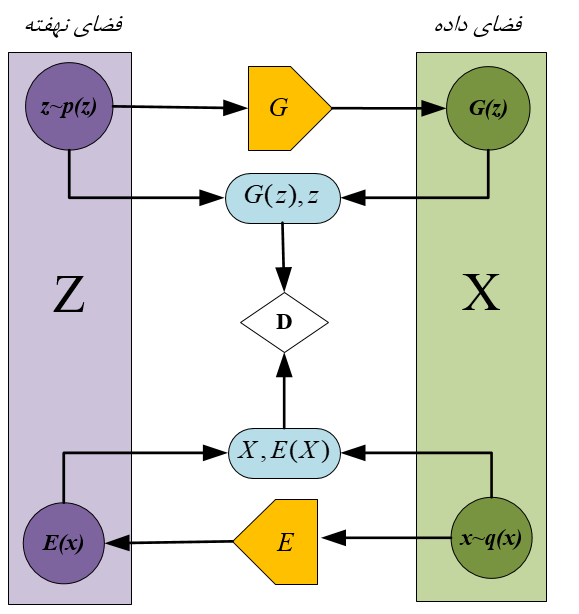 فضای نهفته
فضای داده
z~p(z)
G
G(z)
G(z), z
Z
X
D
X, E(X)
E(x)
E
x~q(x)